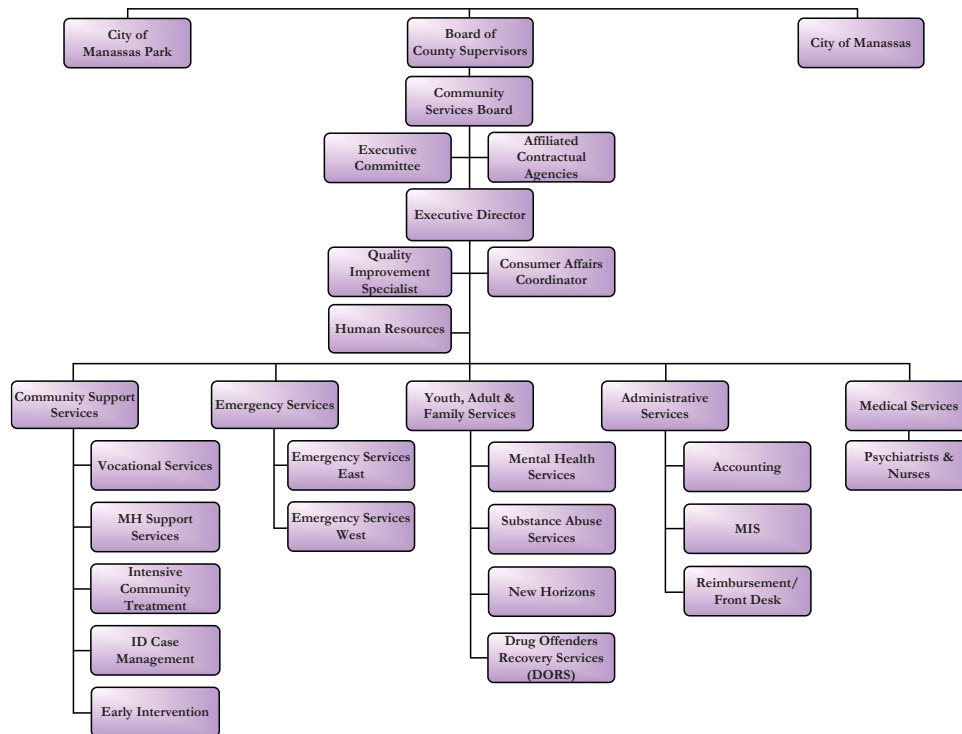 City of
Manassas Park
Board of
County Supervisors
City of Manassas
Community
Services Board
Executive
Committee
Affiliated
Contractual
Agencies
Executive Director
Quality
Improvement
Specialist
Consumer Affairs
Coordinator
Human Resources
Community Support
Services
Emergency Services
Youth, Adult &
Family Services
Administrative
Services
Medical Services
Vocational Services
MH Support
Services
Intensive
Community
Treatment
ID Case
Management
Early Intervention
Emergency Services
East
Emergency Services
West
Mental Health
Services
Substance Abuse
Services
New Horizons
Drug Offenders
Recovery Services
(DORS)
Accounting
MIS
Reimbursement/
Front Desk
Psychiatrists &
Nurses